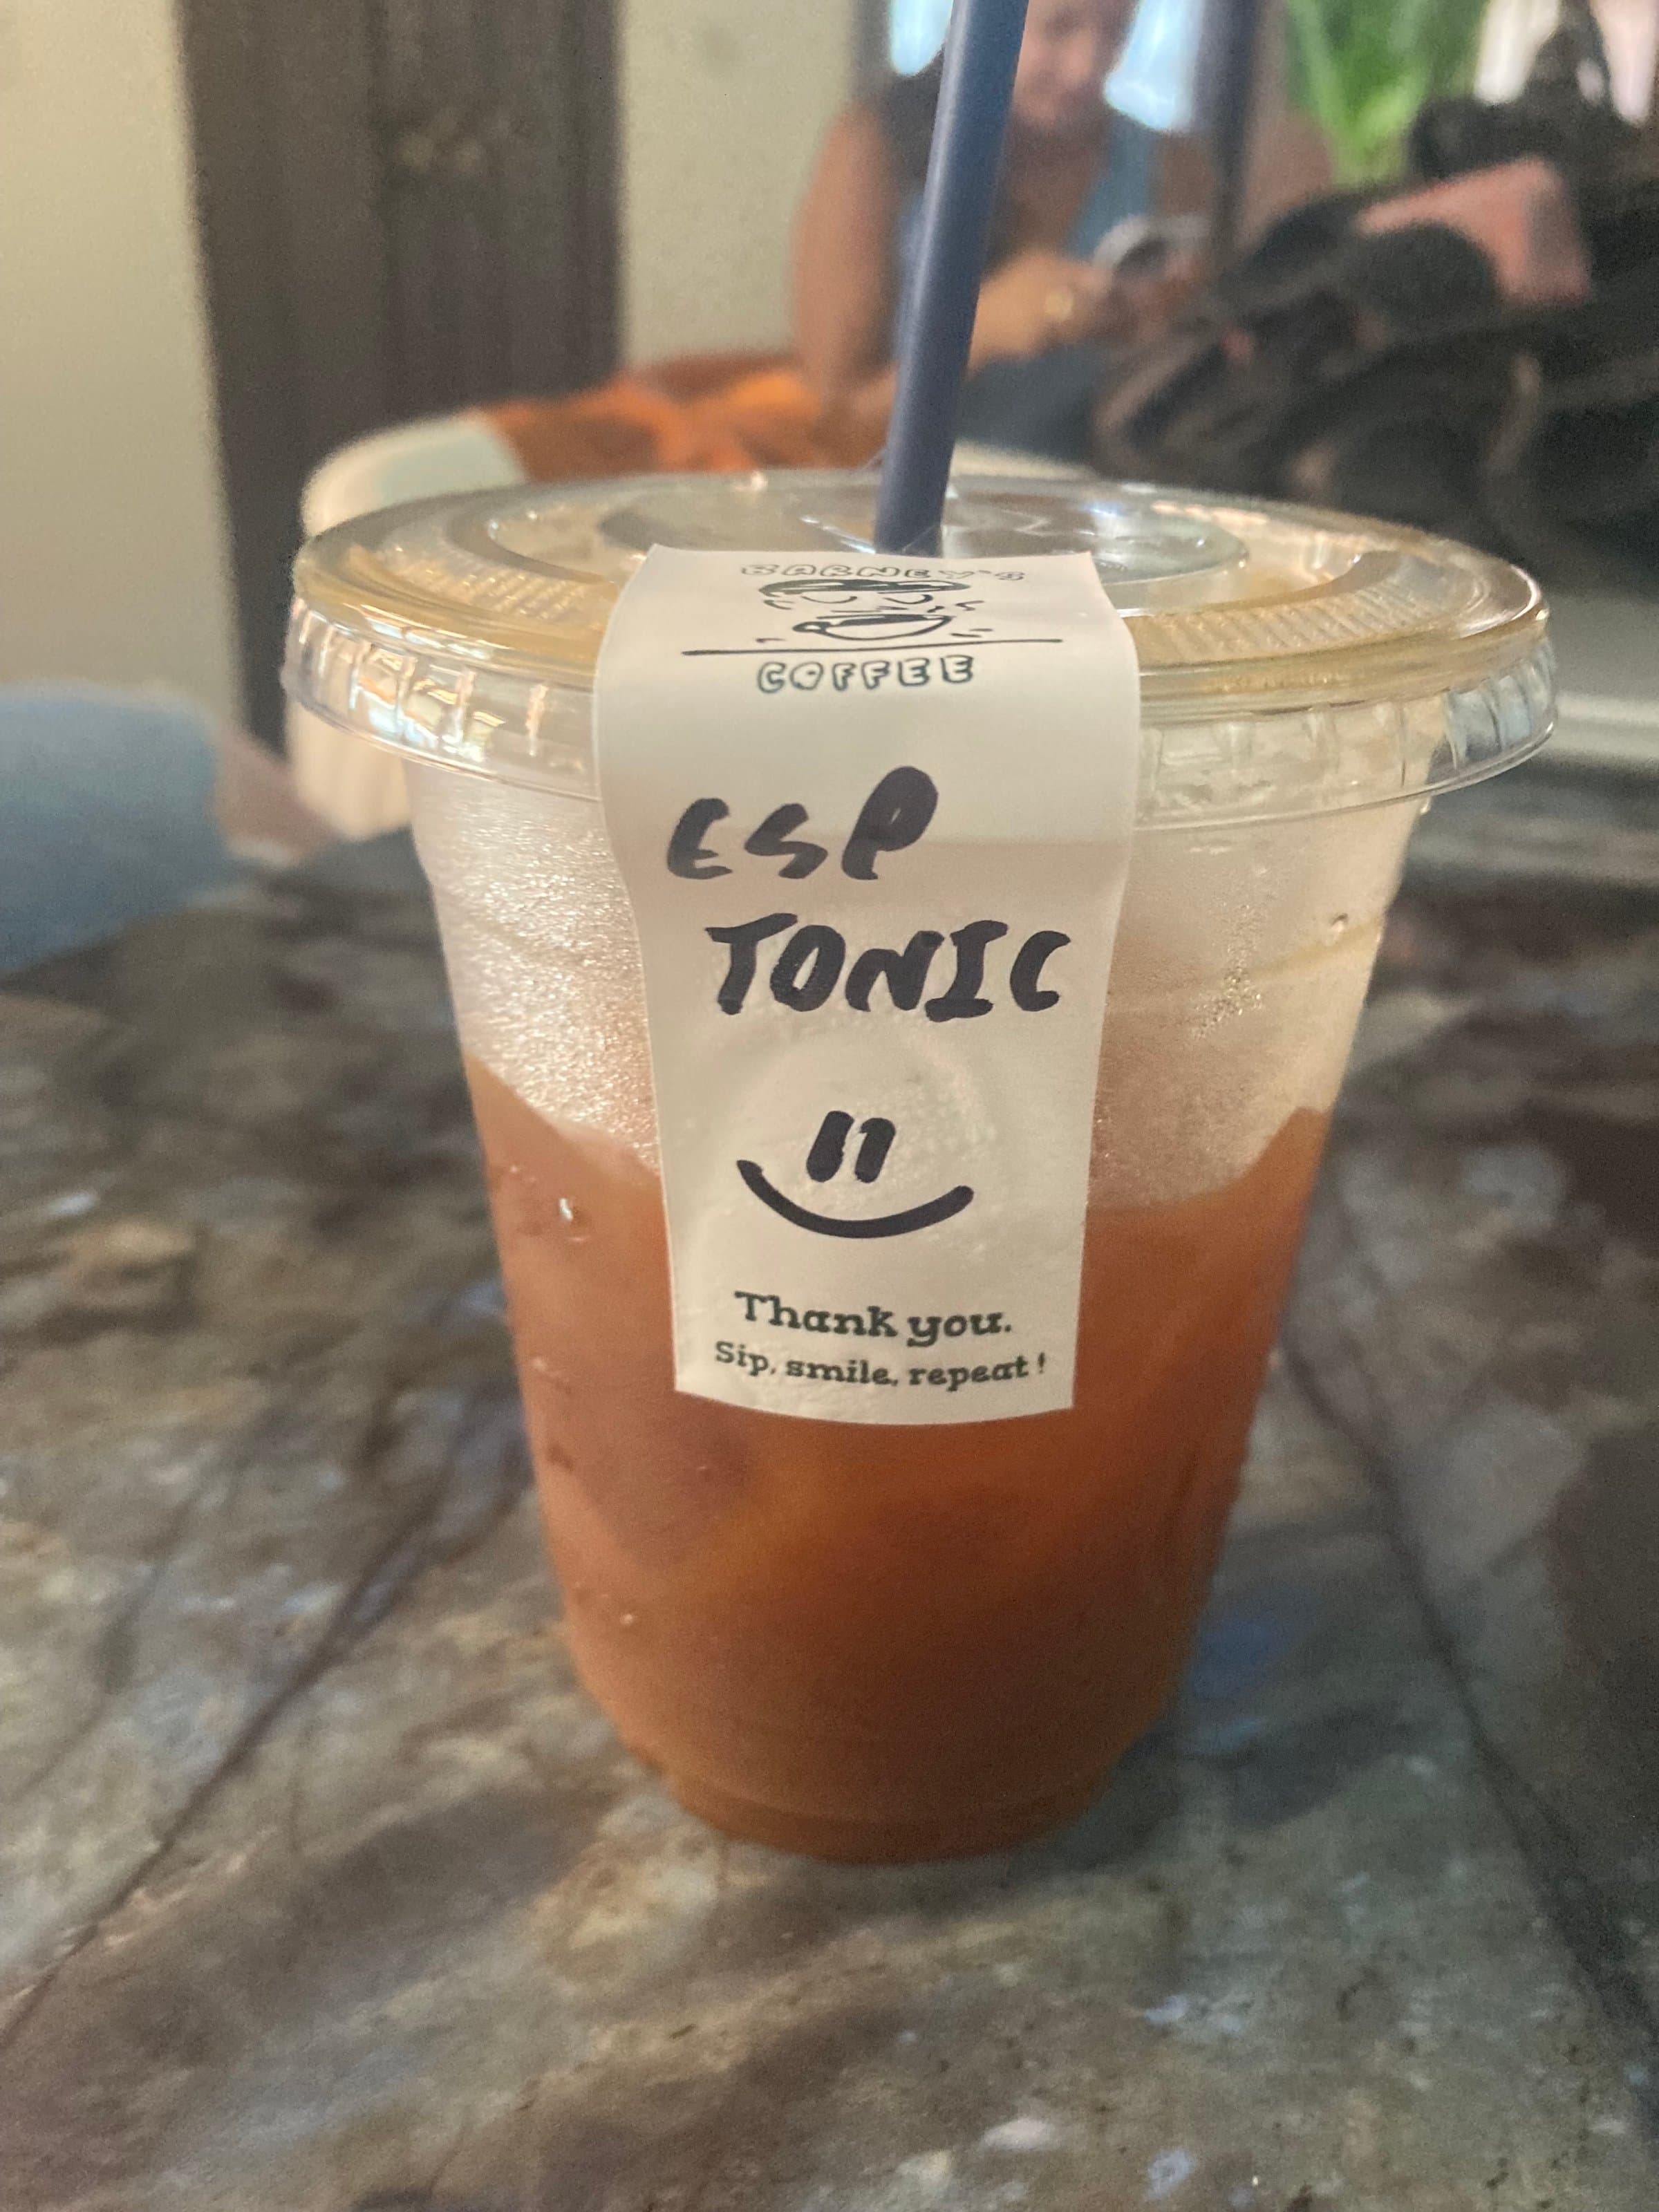 BARNEY'S
COFFEE
ESP
TONIC
Thank you.
Sip, smile, repeat!